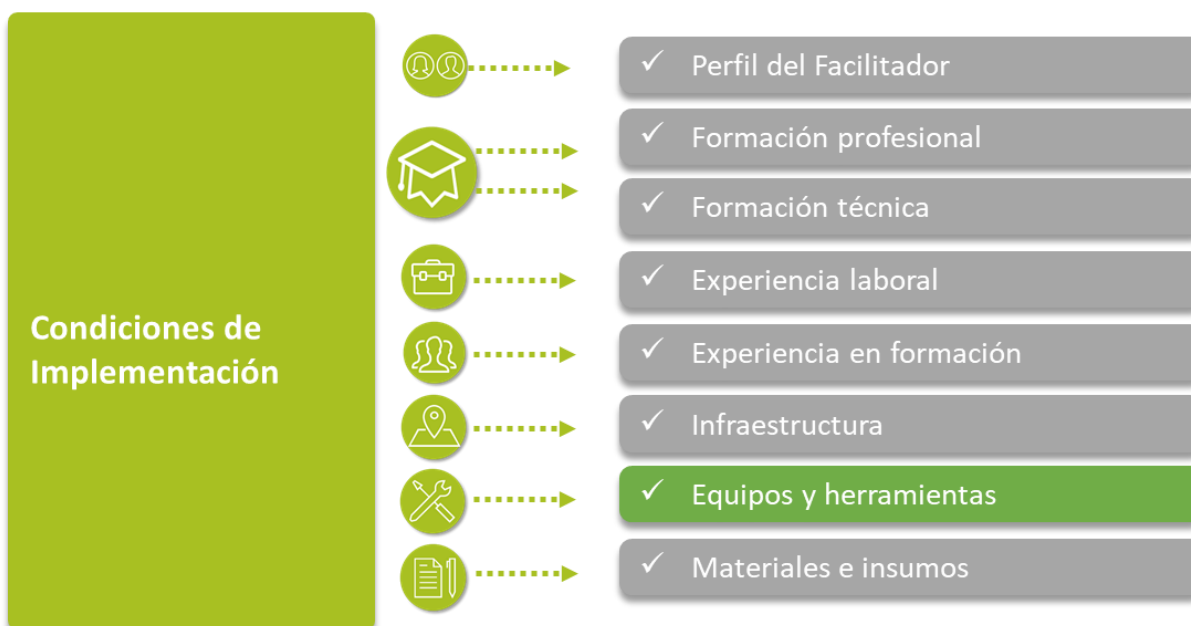 Condiciones de
Implementación
✓ Perfil del Facilitador
✓ Formación profesional
✓ Formación técnica
✓ Experiencia laboral
✓ Experiencia en formación
✓ Infraestructura
✓ Equipos y herramientas
✓ Materiales e insumos